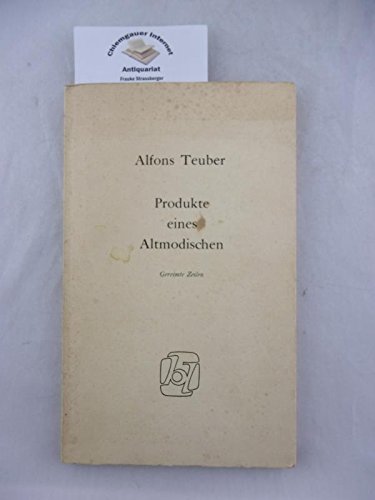 Chiemgauer Internet
Antiquariat
Frauke Strassberger
Alfons Teuber
Produkte
eines
Altmodischen
Gereimte Zeilen